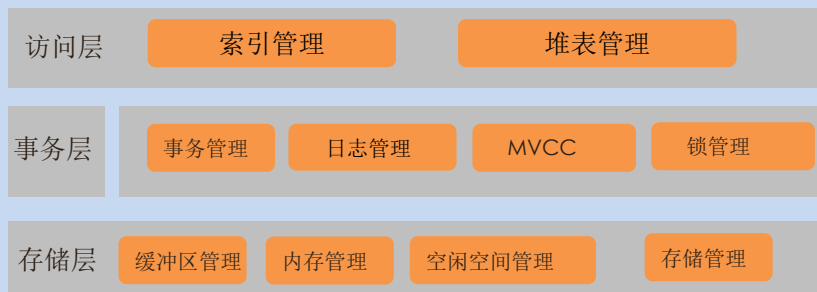 访问层 索引管理 堆表管理
事务层 事务管理 日志管理 MVCC 锁管理
存储层 缓冲区管理 内存管理 空闲空间管理 存储管理